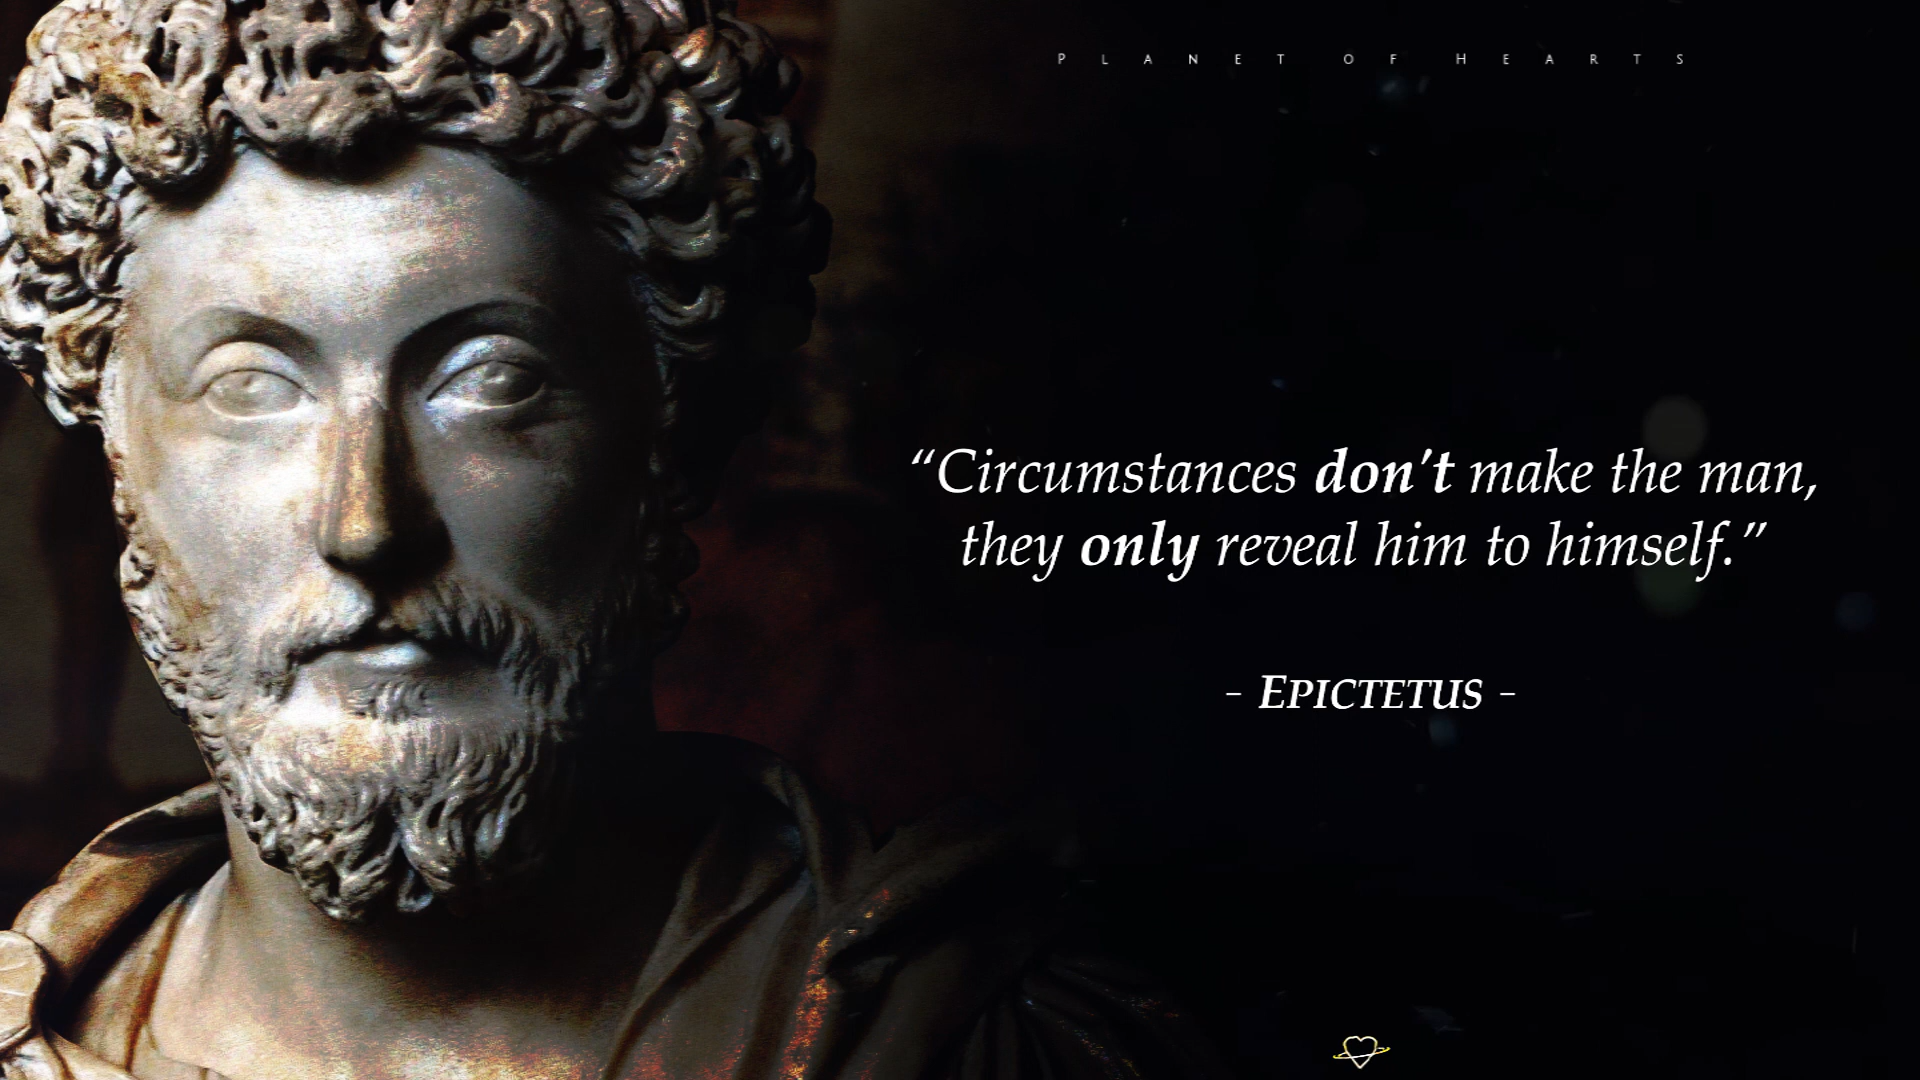 PLANET OF HEARTS
“Circumstances don’t make the man,
they only reveal him to himself.”
- EPICTETUS -